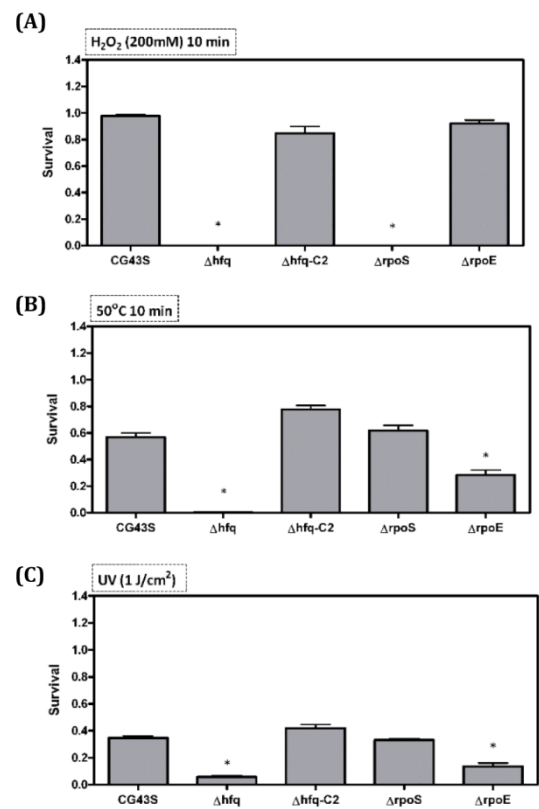 (A)
H₂O₂ (200mM) 10 min
1.4
1.2
1.0
0.8
0.6
0.4
0.2
0.0
Survival
*
*
CG43S Δhfq Δhfq-C2 ΔrpoS ΔrpoE
(B)
50°C 10 min
1.4
1.2
1.0
0.8
0.6
0.4
0.2
0.0
Survival
*
*
CG43S Δhfq Δhfq-C2 ΔrpoS ΔrpoE
(C)
UV (1 J/cm²)
1.4
1.2
1.0
0.8
0.6
0.4
0.2
0.0
Survival
*
*
CG43S Δhfq Δhfq-C2 ΔrpoS ΔrpoE